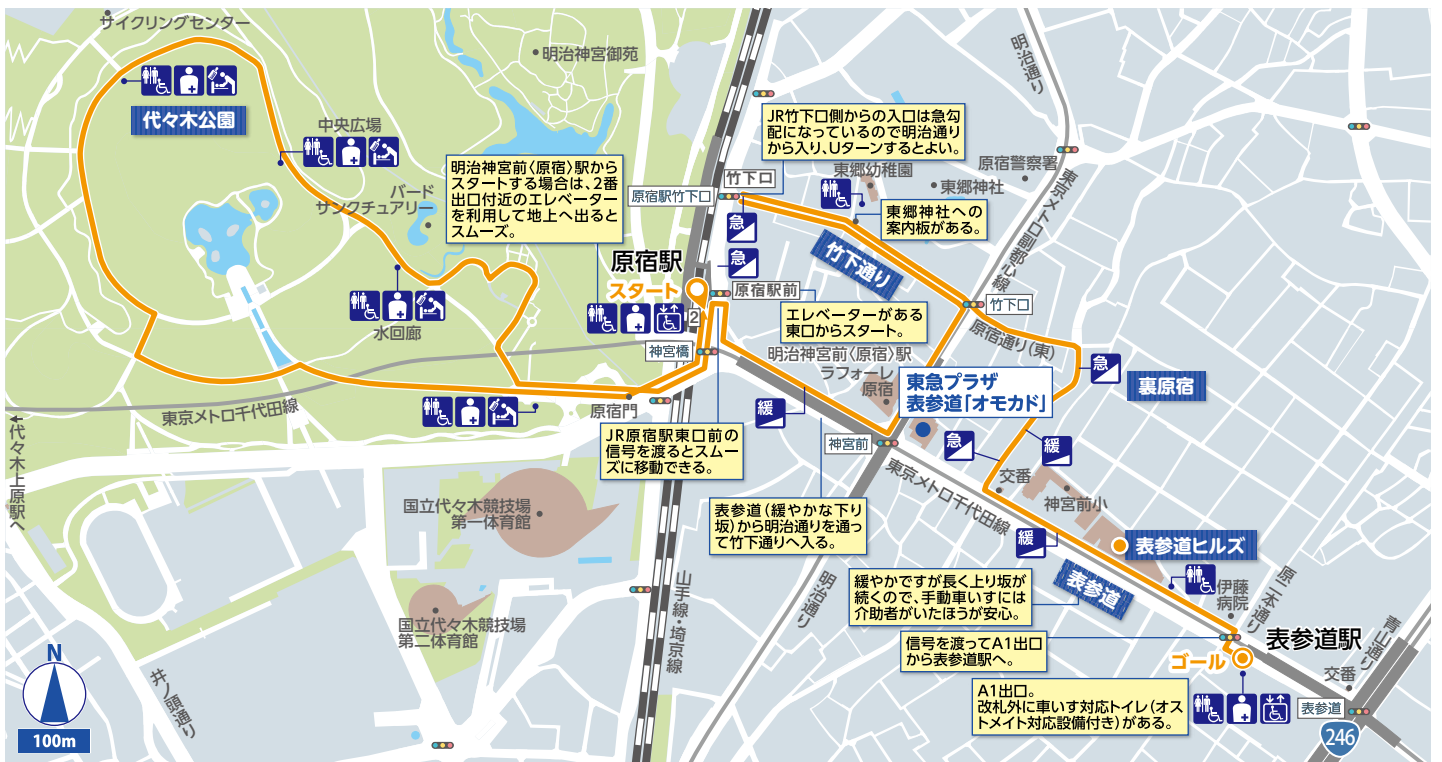 サイクリングセンター
代々木公園
中央広場
バード
サンクチュアリー
水回廊
明治神宮御苑
明治神宮前〈原宿〉駅から
スタートする場合は、2番
出口付近のエレベーター
を利用して地上へ出ると
スムーズ。
原宿駅
スタート
2
原宿駅竹下口
竹下口
JR竹下口側からの入口は急勾
配になっているので明治通り
から入り、Uターンするとよい。
東郷幼稚園
東郷神社
原宿警察署
明治通り
東京メトロ副都心線
東郷神社への
案内板がある。
急
急
竹下通り
原宿駅前
エレベーターがある
東口からスタート。
竹下口
原宿通り(東)
急
裏原宿
神宮橋
明治神宮前〈原宿〉駅
ラフォーレ
原宿
東急プラザ
表参道「オモカド」
緩
神宮前
急
緩
交番
神宮前小
東京メトロ千代田線
原宿門
東京メトロ千代田線
←代々木上原駅へ
JR原宿駅東口前の
信号を渡るとスムー
ズに移動できる。
国立代々木競技場
第一体育館
国立代々木競技場
第二体育館
表参道(緩やかな下り
坂)から明治通りを通っ
て竹下通りへ入る。
緩
表参道ヒルズ
表参道
緩やかですが長く上り坂が
続くので、手動車いすには
介助者がいたほうが安心。
伊藤
病院
原二本通り
青山通り
明治通り
山手線・埼京線
井ノ頭通り
信号を渡ってA1出口
から表参道駅へ。
表参道駅
ゴール
交番
A1出口。
改札外に車いす対応トイレ(オス
トメイト対応設備付き)がある。
表参道
246
N
100m